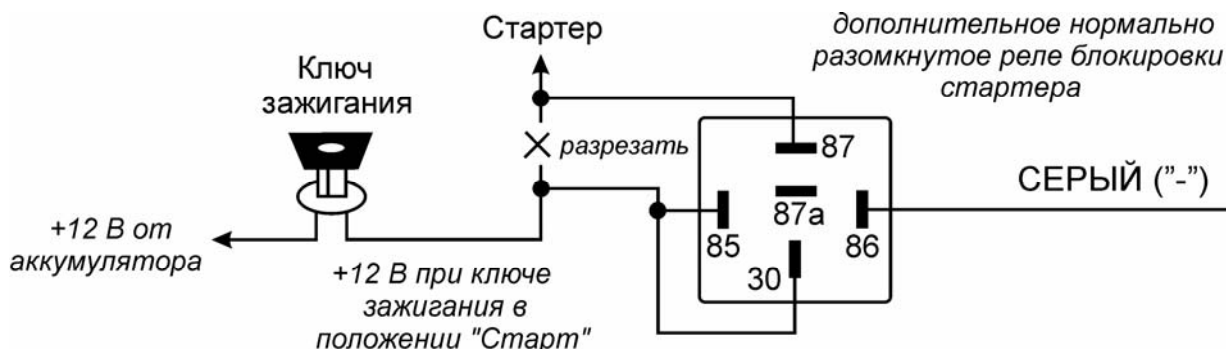 дополнительное нормально
разомкнутое реле блокировки
стартера
Стартер
Ключ
зажигания
разрезать
87
87а
85
86
30
СЕРЫЙ ("-")
+12 В от
аккумулятора
+12 В при ключе
зажигания в
положении "Старт"